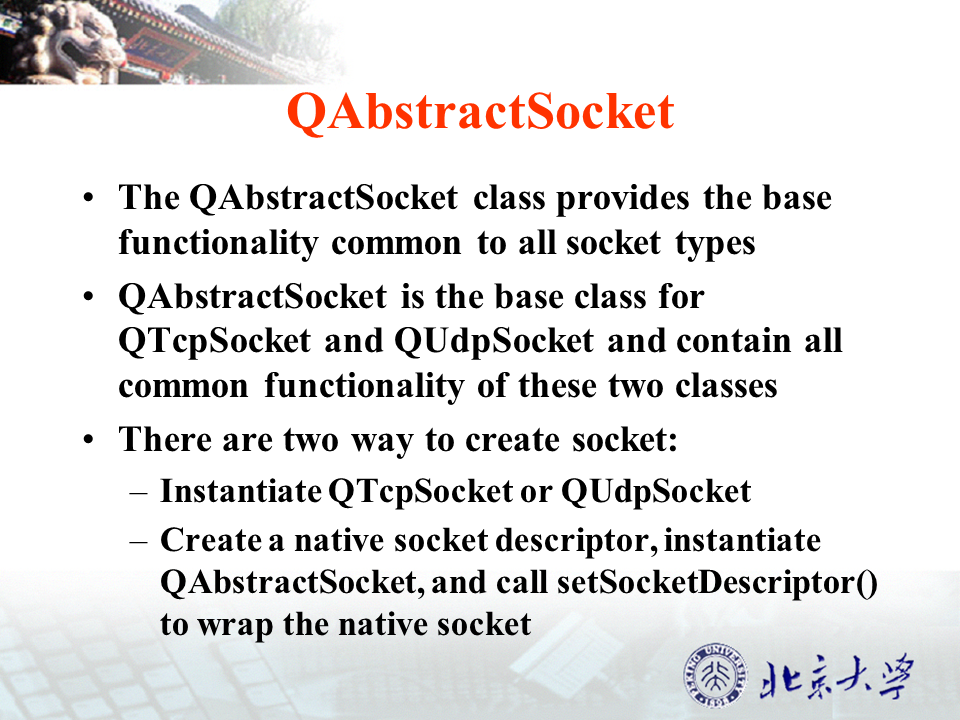 QAbstractSocket
• The QAbstractSocket class provides the base
functionality common to all socket types
• QAbstractSocket is the base class for
QTcpSocket and QUdpSocket and contain all
common functionality of these two classes
• There are two way to create socket:
– Instantiate QTcpSocket or QUdpSocket
– Create a native socket descriptor, instantiate
QAbstractSocket, and call setSocketDescriptor()
to wrap the native socket
PEKING UNIVERSITY
1898
北京大学